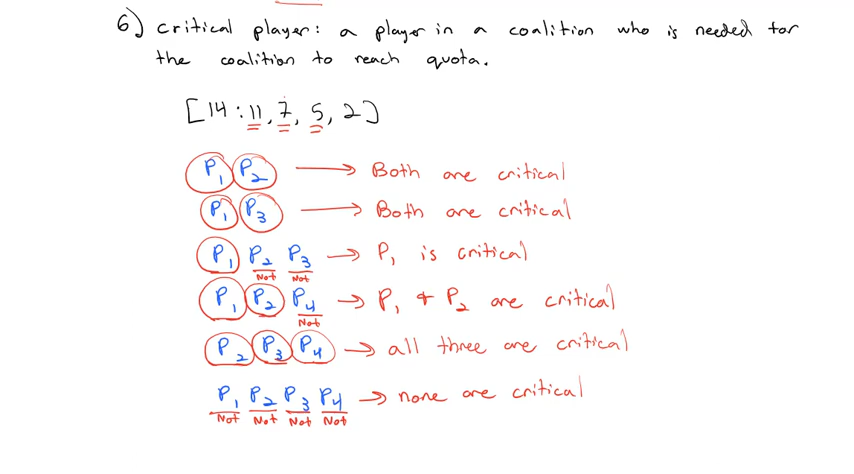 6) critical player: a player in a coalition who is needed for
the coalition to reach quota.
[14: 11, 7, 5, 2]
P1 P2 → Both are critical
P1 P3 → Both are critical
P1 P2 P3 → P1 is critical
Not Not
P1 P2 P4 → P1 + P2 are critical
Not
P2 P3 P4 → all three are critical
P1 P2 P3 P4 → none are critical
Not Not Not Not